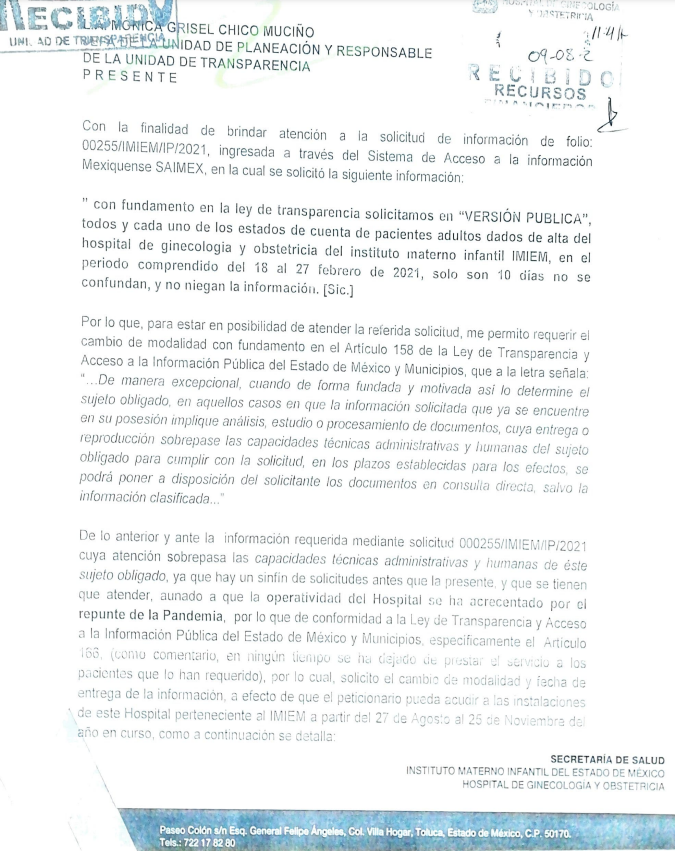 RECIBIDO
UNIDAD DE TRANSPARENCIA
L.A. MÓNICA GRISEL CHICO MUCIÑO
TITULAR DE LA UNIDAD DE PLANEACIÓN Y RESPONSABLE
DE LA UNIDAD DE TRANSPARENCIA
P R E S E N T E
HOSPITAL DE GINECOLOGÍA
Y OBSTETRICIA
09-08-2
RECIBIDO
RECURSOS
FINANCIEROS
Con la finalidad de brindar atención a la solicitud de información de folio:
00255/IMIEM/IP/2021, ingresada a través del Sistema de Acceso a la información
Mexiquense SAIMEX, en la cual se solicitó la siguiente información:
" con fundamento en la ley de transparencia solicitamos en "VERSIÓN PUBLICA",
todos y cada uno de los estados de cuenta de pacientes adultos dados de alta del
hospital de ginecologia y obstetricia del instituto materno infantil IMIEM, en el
periodo comprendido del 18 al 27 febrero de 2021, solo son 10 días no se
confundan, y no niegan la información. [Sic.]
Por lo que, para estar en posibilidad de atender la referida solicitud, me permito requerir el
cambio de modalidad con fundamento en el Artículo 158 de la Ley de Transparencia y
Acceso a la Información Pública del Estado de México y Municipios, que a la letra señala:
"...De manera excepcional, cuando de forma fundada y motivada asi lo determine el
sujeto obligado, en aquellos casos en que la información solicitada que ya se encuentre
en su posesión implique análisis, estudio o procesamiento de documentos, cuya entrega o
reproducción sobrepase las capacidades técnicas administrativas y humanas del sujeto
obligado para cumplir con la solicitud, en los plazos establecidas para los efectos, se
podrá poner a disposición del solicitante los documentos en consulta directa, salvo la
información clasificada..."
De lo anterior y ante la información requerida mediante solicitud 000255/IMIEM/IP/2021
cuya atención sobrepasa las capacidades técnicas administrativas y humanas de éste
sujeto obligado, ya que hay un sinfín de solicitudes antes que la presente, y que se tienen
que atender, aunado a que la operatividad del Hospital se ha acrecentado por el
repunte de la Pandemia, por lo que de conformidad a la Ley de Transparencia y Acceso
a la Información Pública del Estado de México y Municipios, específicamente el Artículo
166. (como comentario, en ningún tiempo se ha dejado de prestar el servicio a los
pacientes que lo han requerido), por lo cual, solicito el cambio de modalidad y fecha de
entrega de la información, a efecto de que el peticionario pueda acudir a las instalaciones
de este Hospital perteneciente al IMIEM a partir del 27 de Agosto al 25 de Noviembre del
año en curso, como a continuación se detalla:
SECRETARÍA DE SALUD
INSTITUTO MATERNO INFANTIL DEL ESTADO DE MÉXICO
HOSPITAL DE GINECOLOGÍA Y OBSTETRICIA
Paseo Colón s/n Esq. General Felipe Ángeles, Col. Villa Hogar, Toluca, Estado de México, C.P. 50170.
Tels.: 722 17 82 80